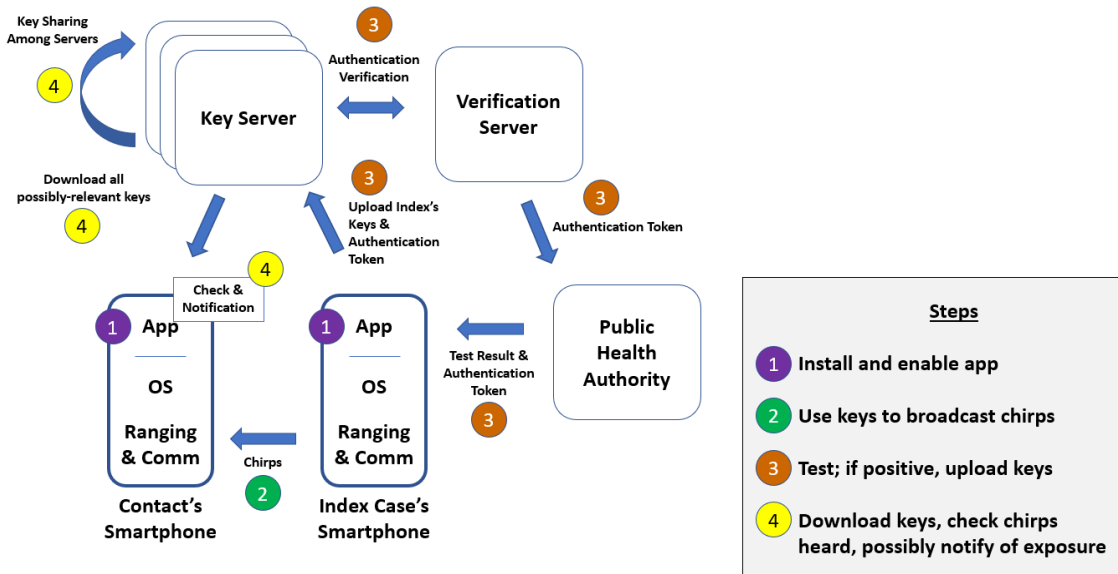 Key Sharing
Among Servers
4
Key Server
3
Authentication
Verification
Verification
Server
Download all
possibly-relevant keys
4
3
Upload Index's
Keys &
Authentication
Token
3
Authentication Token
4
Check &
Notification
1
App
OS
Ranging
& Comm
Contact's
Smartphone
Chirps
2
1
App
OS
Ranging
& Comm
Index Case's
Smartphone
Test Result &
Authentication
Token
3
Public
Health
Authority
Steps
1 Install and enable app
2 Use keys to broadcast chirps
3 Test; if positive, upload keys
4 Download keys, check chirps
heard, possibly notify of exposure